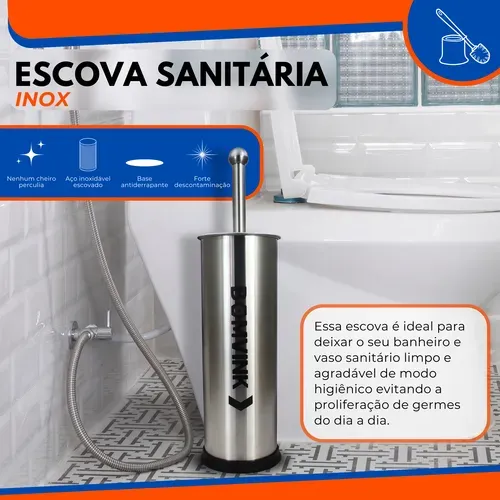 ESCOVA SANITÁRIA
INOX
Nenhum cheiro
perculia
Aço inoxidável
escovado
Base
antiderrapante
Forte
descontaminação
BOMVINK
Essa escova é ideal para
deixar o seu banheiro e
vaso sanitário limpo e
agradável de modo
higiênico evitando a
proliferação de germes
do dia a dia.